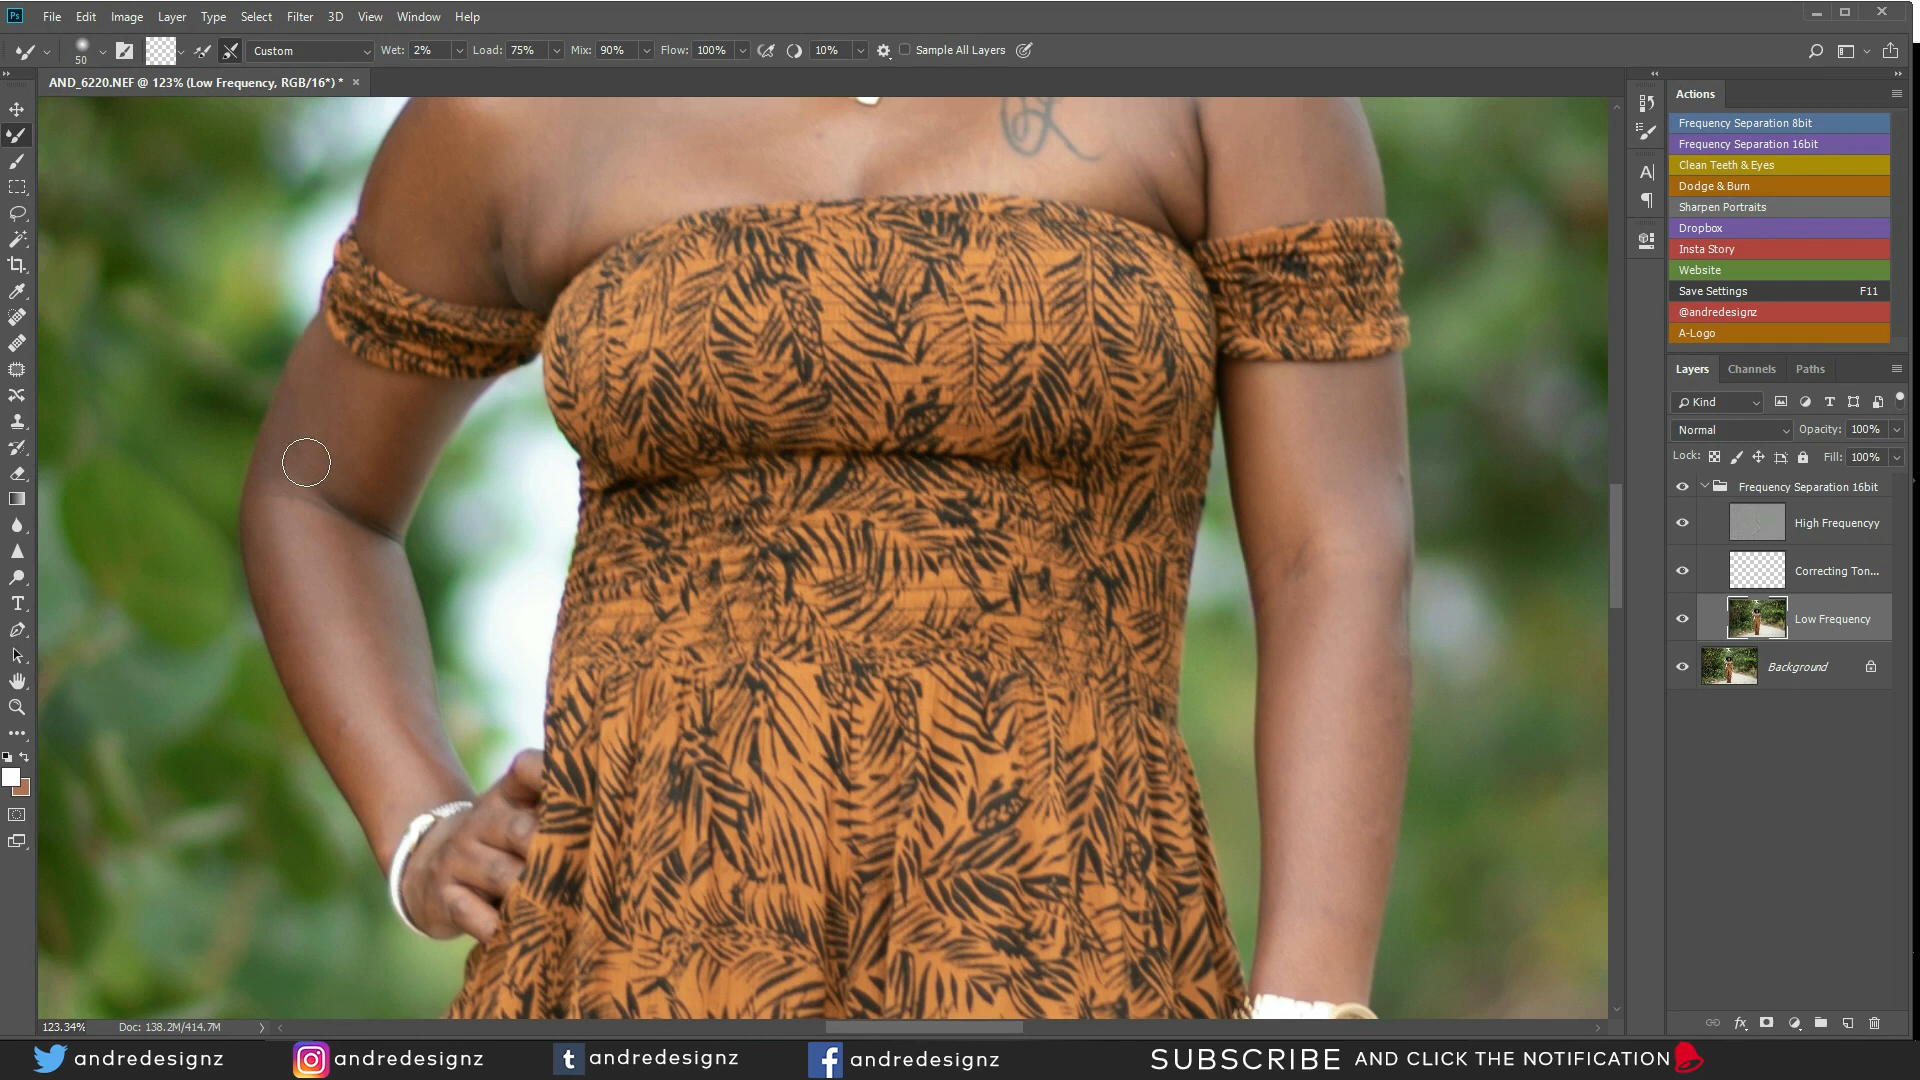 Ps File Edit Image Layer Type Select Filter 3D View Window Help
50 Custom Wet: 2% Load: 75% Mix: 90% Flow: 100% 10% Sample All Layers
AND_6220.NEF @ 123% (Low Frequency, RGB/16*) * ×
Actions
Frequency Separation 8bit
Frequency Separation 16bit
Clean Teeth & Eyes
Dodge & Burn
Sharpen Portraits
Dropbox
Insta Story
Website
Save Settings F11
@andredesignz
A-Logo
Layers Channels Paths
Kind
Normal Opacity: 100%
Lock: Fill: 100%
Frequency Separation 16bit
High Frequencyy
Correcting Ton...
Low Frequency
Background
123.34% Doc: 138.2M/414.7M
andredesignz andredesignz andredesignz andredesignz SUBSCRIBE AND CLICK THE NOTIFICATION